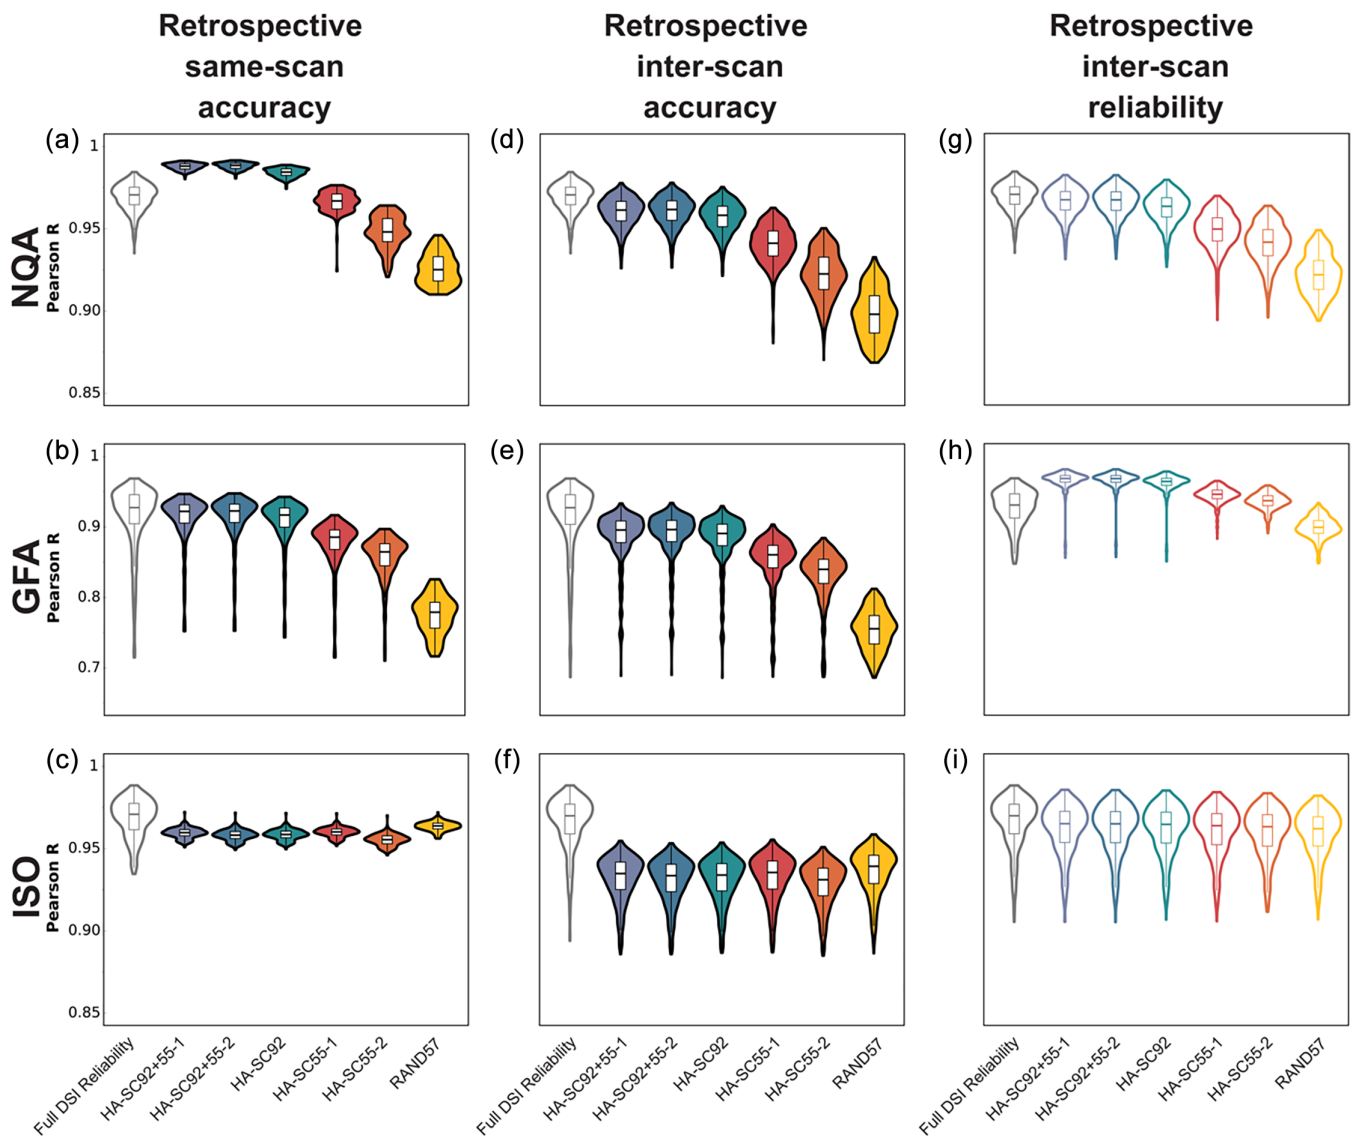 Retrospective
same-scan
accuracy
Retrospective
inter-scan
accuracy
Retrospective
inter-scan
reliability
NQA
Pearson R
(a)
1
0.95
0.90
0.85
(d)
(g)
GFA
Pearson R
(b)
1
0.9
0.8
0.7
(e)
(h)
ISO
Pearson R
(c)
1
0.95
0.90
0.85
(f)
(i)
Full DSI Reliability
HA-SC92+55-1
HA-SC92+55-2
HA-SC92
HA-SC55-1
HA-SC55-2
RAND57
Full DSI Reliability
HA-SC92+55-1
HA-SC92+55-2
HA-SC92
HA-SC55-1
HA-SC55-2
RAND57
Full DSI Reliability
HA-SC92+55-1
HA-SC92+55-2
HA-SC92
HA-SC55-1
HA-SC55-2
RAND57